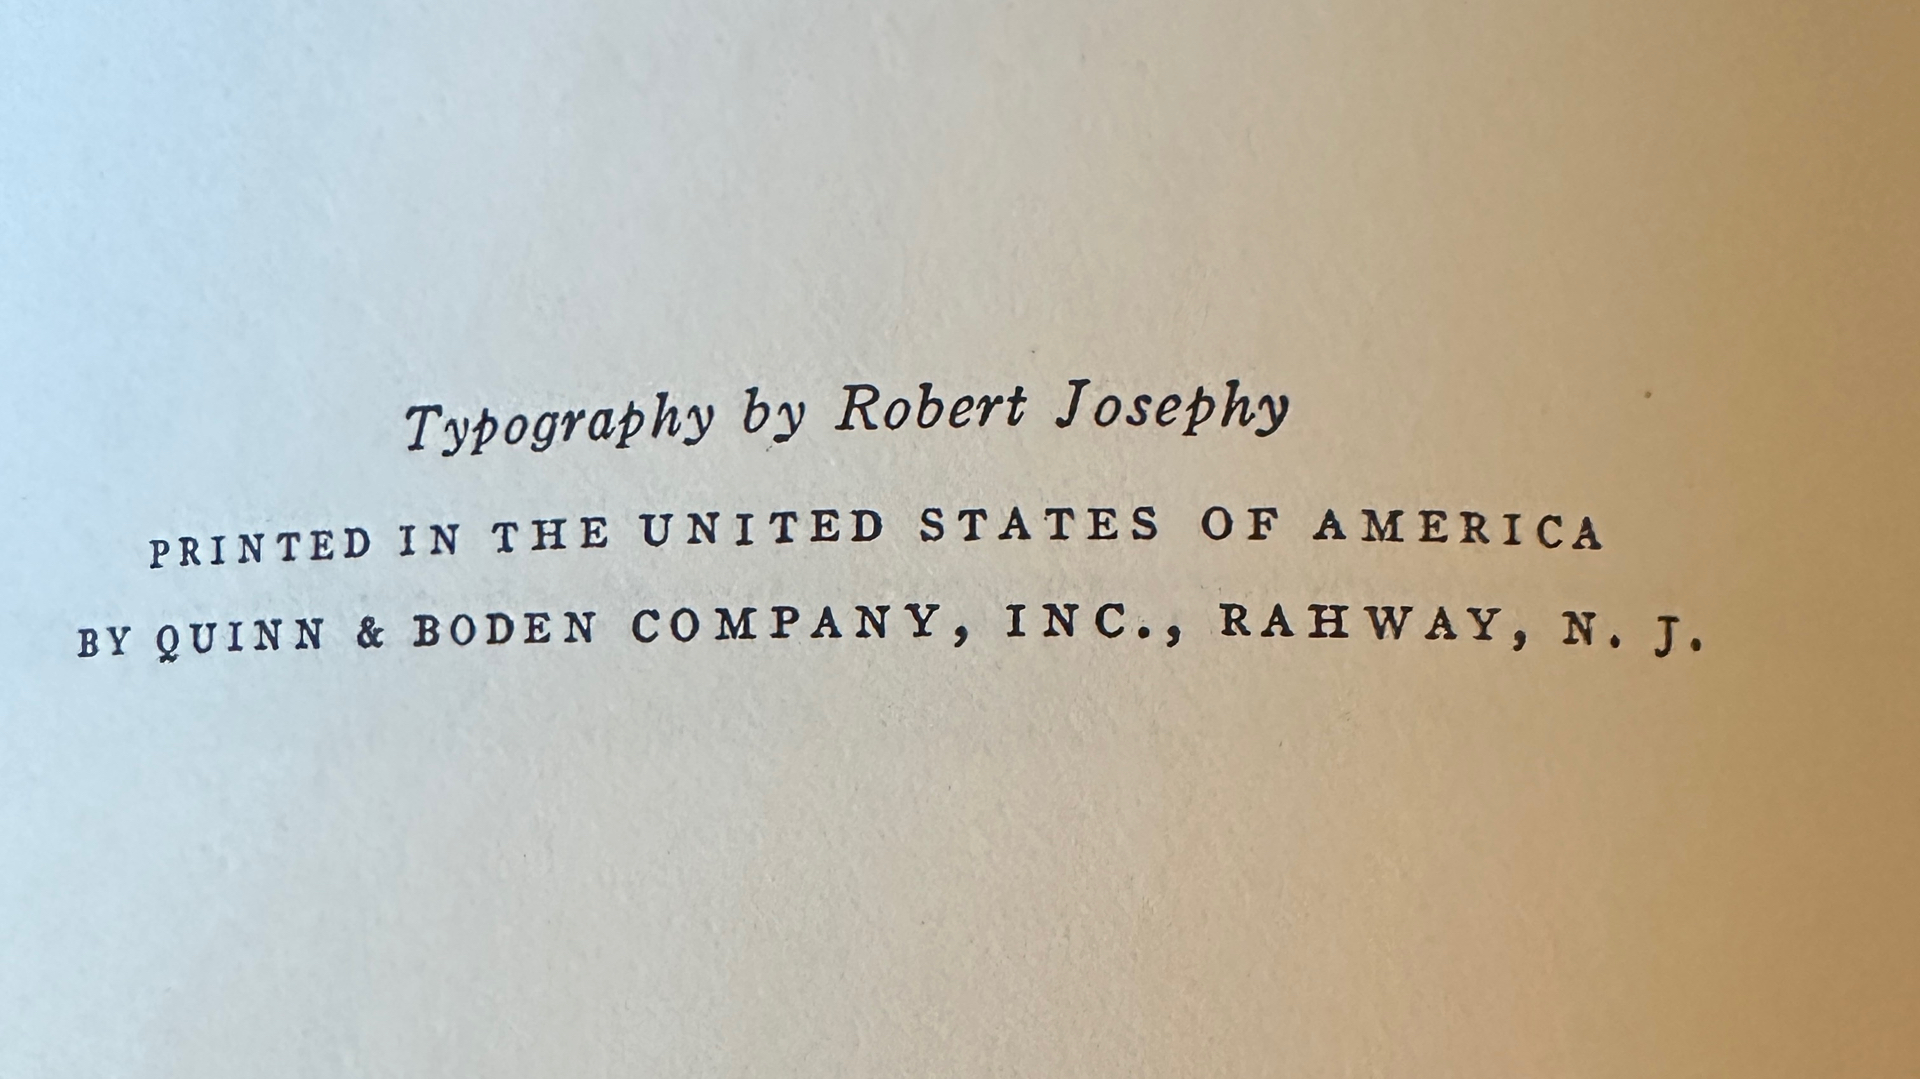 Typography by Robert Josephy
PRINTED IN THE UNITED STATES OF AMERICA
BY QUINN & BODEN COMPANY, INC., RAHWAY, N. J.